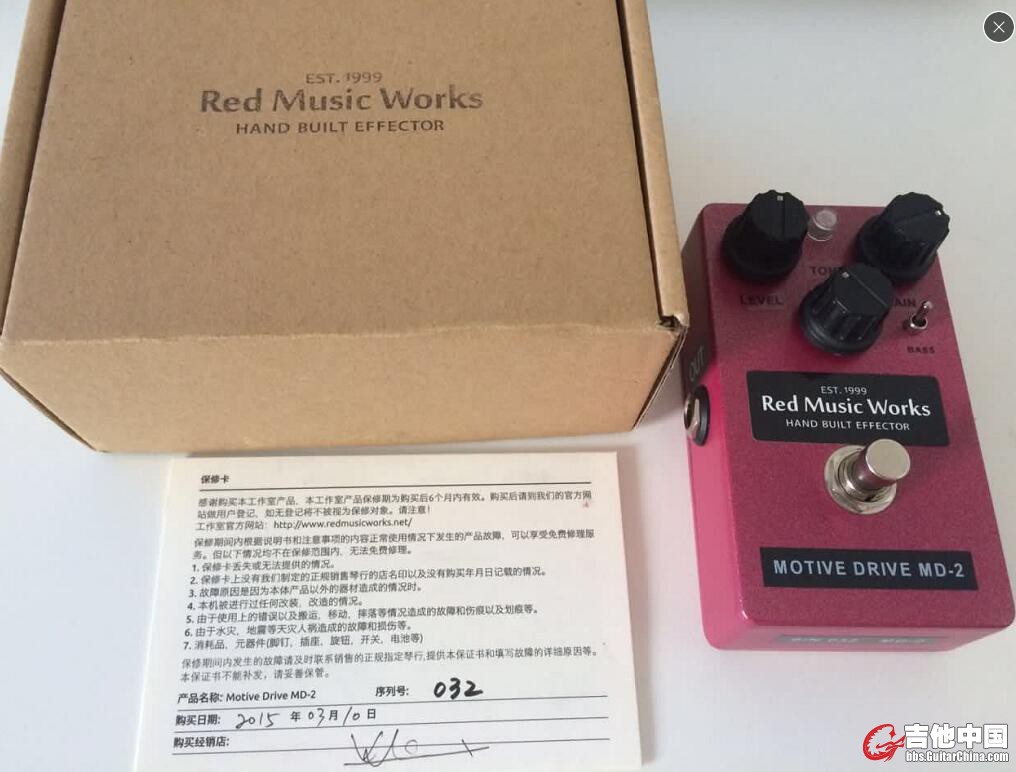 EST. 1999
Red Music Works
HAND BUILT EFFECTOR
LEVEL
BASS
OUT
EST. 1999
Red Music Works
HAND BUILT EFFECTOR
MOTIVE DRIVE MD-2
保修卡
感谢购买本工作室产品，本工作室产品保修期为购买后6个月内有效。购买后请到我们的官方网
站做用户登记，如无登记将不被视为保修对象。请注意！
工作室官方网站：http://www.redmusicworks.net/
保修期间内根据说明书和注意事项的内容正常使用情况下发生的产品故障，可以享受免费修理服
务。但以下情况均不在保修范围内，无法免费修理。
1. 保修卡丢失或无法提供的情况。
2. 保修卡上没有我们制定的正规销售琴行的店名印以及没有购买年月日记载的情况。
3. 故障原因是因为本体产品以外的器材造成的情况时。
4. 本机被进行过任何改装，改造的情况。
5. 由于使用上的错误以及搬运，移动，摔落等情况造成的故障和伤痕以及划痕等。
6. 由于水灾，地震等天灾人祸造成的故障和损伤等。
7. 消耗品、元器件(脚钉，插座，旋钮，开关，电池等)
保修期间内发生的故障请及时联系销售的正规指定琴行,提供本保证书和填写故障的详细原因等。
本保证书不能补发，请妥善保管。
产品名称: Motive Drive MD-2 序列号: 032
购买日期: 2015 年 03 月 10 日
购买经销店:
吉他中国
bbs.GuitarChina.com